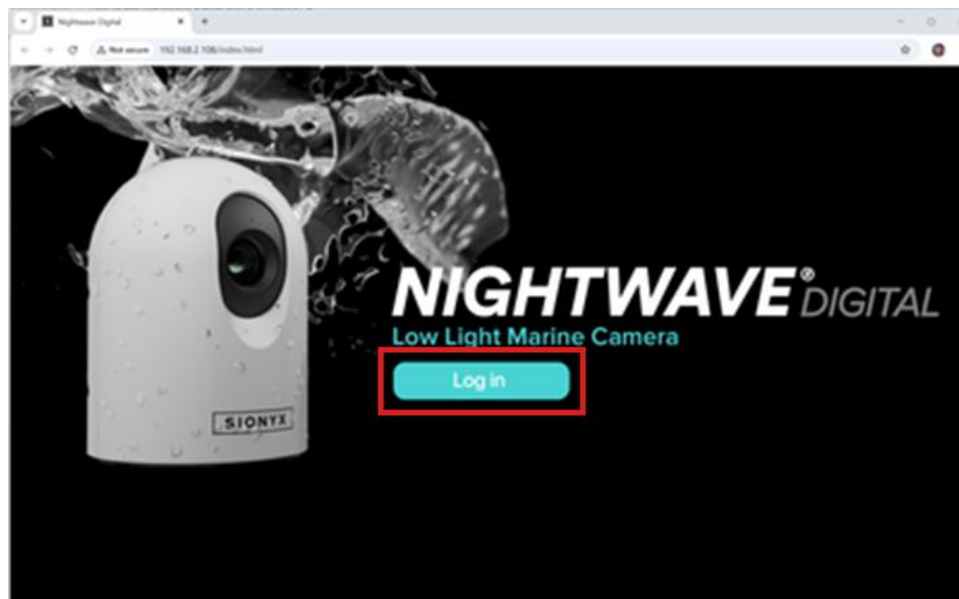 Nightwave Digital
Not secure 192.168.2.108/index.html
NIGHTWAVE® DIGITAL
Low Light Marine Camera
Log in
SIONYX